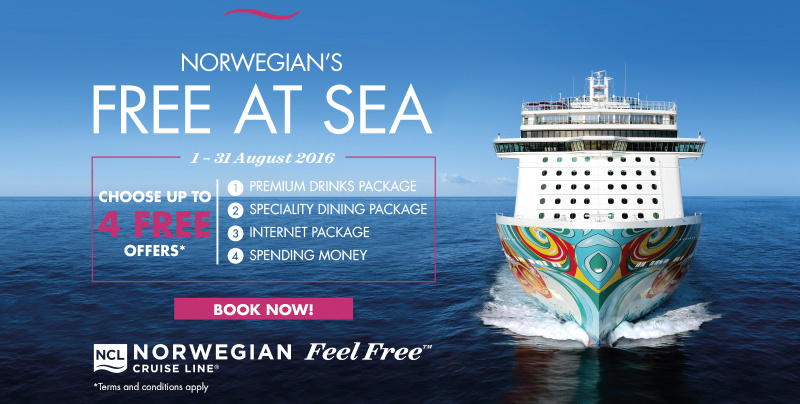 NORWEGIAN'S
FREE AT SEA
1 – 31 August 2016
CHOOSE UP TO
4 FREE
OFFERS*
1 PREMIUM DRINKS PACKAGE
2 SPECIALITY DINING PACKAGE
3 INTERNET PACKAGE
4 SPENDING MONEY
BOOK NOW!
NCL NORWEGIAN CRUISE LINE® Feel Free™
*Terms and conditions apply